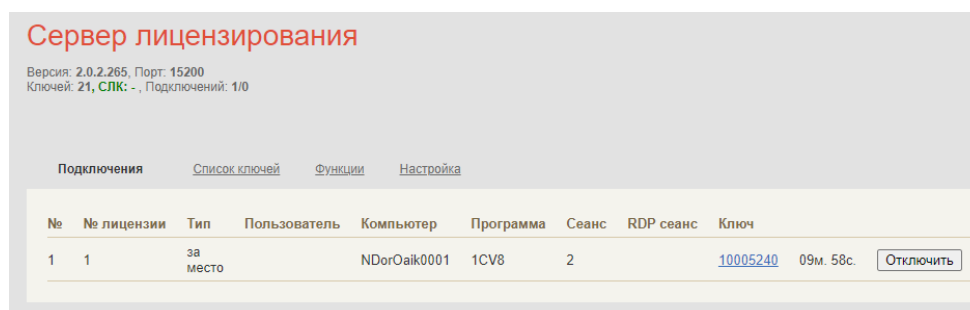 Сервер лицензирования
Версия: 2.0.2.265, Порт: 15200
Ключей: 21, СЛК: - , Подключений: 1/0
Подключения Список ключей Функции Настройка
№ № лицензии Тип Пользователь Компьютер Программа Сеанс RDP сеанс Ключ
1 1 за место NDorOaik0001 1CV8 2 10005240 09м. 58с. Отключить